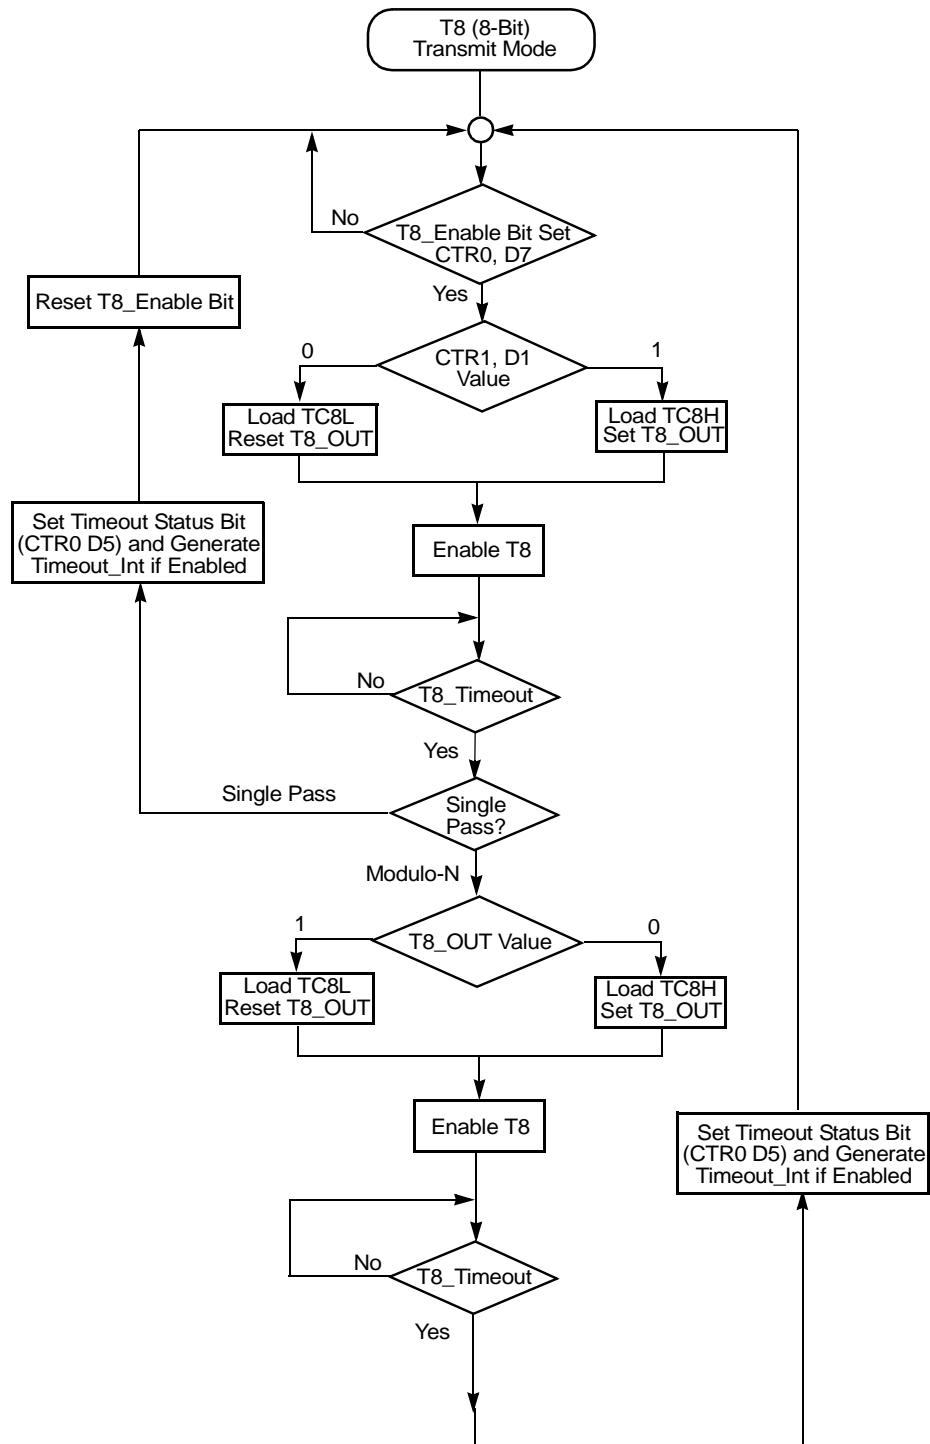 T8 (8-Bit)
Transmit Mode
No
T8_Enable Bit Set
CTR0, D7
Yes
Reset T8_Enable Bit
0
CTR1, D1
Value
1
Load TC8L
Reset T8_OUT
Load TC8H
Set T8_OUT
Set Timeout Status Bit
(CTR0 D5) and Generate
Timeout_Int if Enabled
Enable T8
No
T8_Timeout
Yes
Single Pass
Single
Pass?
Modulo-N
1
T8_OUT Value
0
Load TC8L
Reset T8_OUT
Load TC8H
Set T8_OUT
Enable T8
Set Timeout Status Bit
(CTR0 D5) and Generate
Timeout_Int if Enabled
No
T8_Timeout
Yes